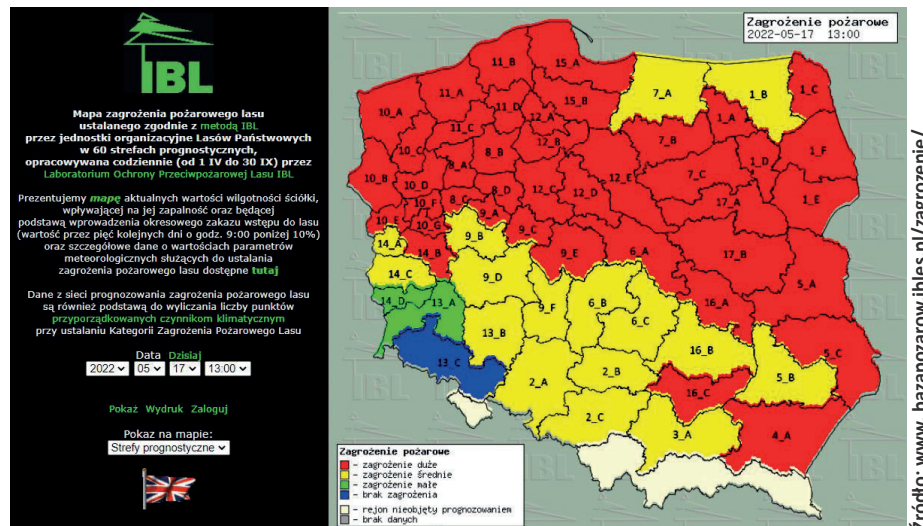 IBL
Mapa zagrożenia pożarowego lasu
ustalanego zgodnie z metodą IBL
przez jednostki organizacyjne Lasów Państwowych
w 60 strefach prognostycznych,
opracowywana codziennie (od 1 IV do 30 IX) przez
Laboratorium Ochrony Przeciwpożarowej Lasu IBL
Prezentujemy mapę aktualnych wartości wilgotności ściółki,
wpływającej na jej zapalność oraz będącej
podstawą wprowadzenia okresowego zakazu wstępu do lasu
(wartość przez pięć kolejnych dni o godz. 9:00 poniżej 10%)
oraz szczegółowe dane o wartościach parametrów
meteorologicznych służących do ustalania
zagrożenia pożarowego lasu dostępne tutaj
Dane z sieci prognozowania zagrożenia pożarowego lasu
są również podstawą do wyliczania liczby punktów
przyporządkowanych czynnikom klimatycznym
przy ustalaniu Kategorii Zagrożenia Pożarowego Lasu
Data Dzisiaj
2022 05 17 13:00
Pokaż Wydruk Zaloguj
Pokaz na mapie:
Strefy prognostyczne
Zagrożenie pożarowe
2022-05-17 13:00
11_B
15_A
11_A
7_A
1_B
1_C
10_A
11_D
15_B
12_A
1_A
11_C
12_B
7_B
10_C
8_B
8_A
1_D
1_F
10_B
10_D
8_D
12_C
12_D
12_E
7_C
1_E
10_F
8_C
9_A
17_A
10_E
10_G
9_C
14_A
14_B
9_B
9_E
6_A
17_B
14_C
9_D
5_A
14_D
13_A
9_F
6_B
16_A
6_C
13_B
16_B
5_C
13_C
2_A
2_B
5_B
16_C
2_C
3_A
4_A
Zagrożenie pożarowe
- zagrożenie duże
- zagrożenie średnie
- zagrożenie małe
- brak zagrożenia
- rejon nieobjęty prognozowaniem
- brak danych
źródło: www. bazapozarow.ibles.pl/zagrozenie/